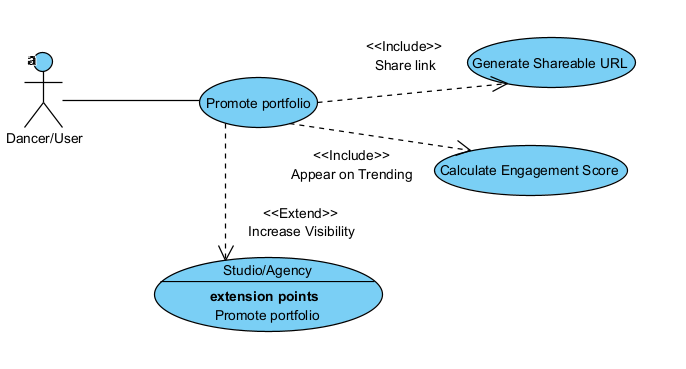 a
Dancer/User
Promote portfolio
<<Include>>
Share link
Generate Shareable URL
<<Include>>
Appear on Trending
Calculate Engagement Score
<<Extend>>
Increase Visibility
Studio/Agency
extension points
Promote portfolio